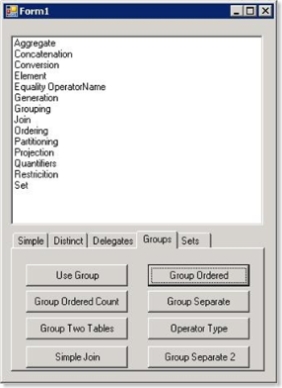 Form1
Aggregate
Concatenation
Conversion
Element
Equality OperatorName
Generation
Grouping
Join
Ordering
Partitioning
Projection
Quantifiers
Restricition
Set
Simple Distinct Delegates Groups Sets
Use Group Group Ordered
Group Ordered Count Group Separate
Group Two Tables Operator Type
Simple Join Group Separate 2